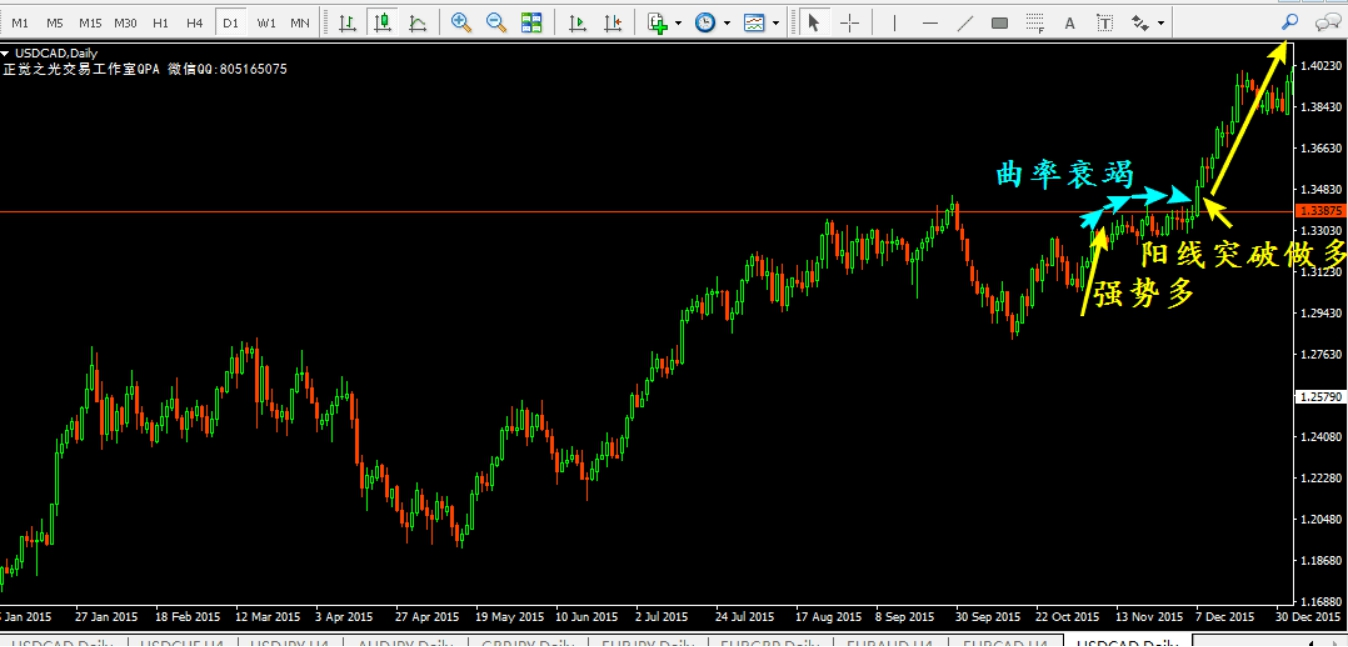 M1 M5 M15 M30 H1 H4 D1 W1 MN
A T
USDCAD,Daily
正觉之光交易工作室QPA 微信QQ:805165075
1.40230
1.38430
1.36630
曲率衰竭
1.34830
1.33875
1.33030
阳线突破做多
1.31230
强势多
1.29430
1.27630
1.25790
1.24080
1.22280
1.20480
1.18680
1.16880
Jan 2015 27 Jan 2015 18 Feb 2015 12 Mar 2015 3 Apr 2015 27 Apr 2015 19 May 2015 10 Jun 2015 2 Jul 2015 24 Jul 2015 17 Aug 2015 8 Sep 2015 30 Sep 2015 22 Oct 2015 13 Nov 2015 7 Dec 2015 30 Dec 2015
USDCAD,Daily USDCHF,H4 USDJPY,H4 AUDJPY,Daily GBPJPY,Daily EURJPY,Daily EURGBP,Daily EURAUD,H4 EURCAD,H4 USDCAD,Daily